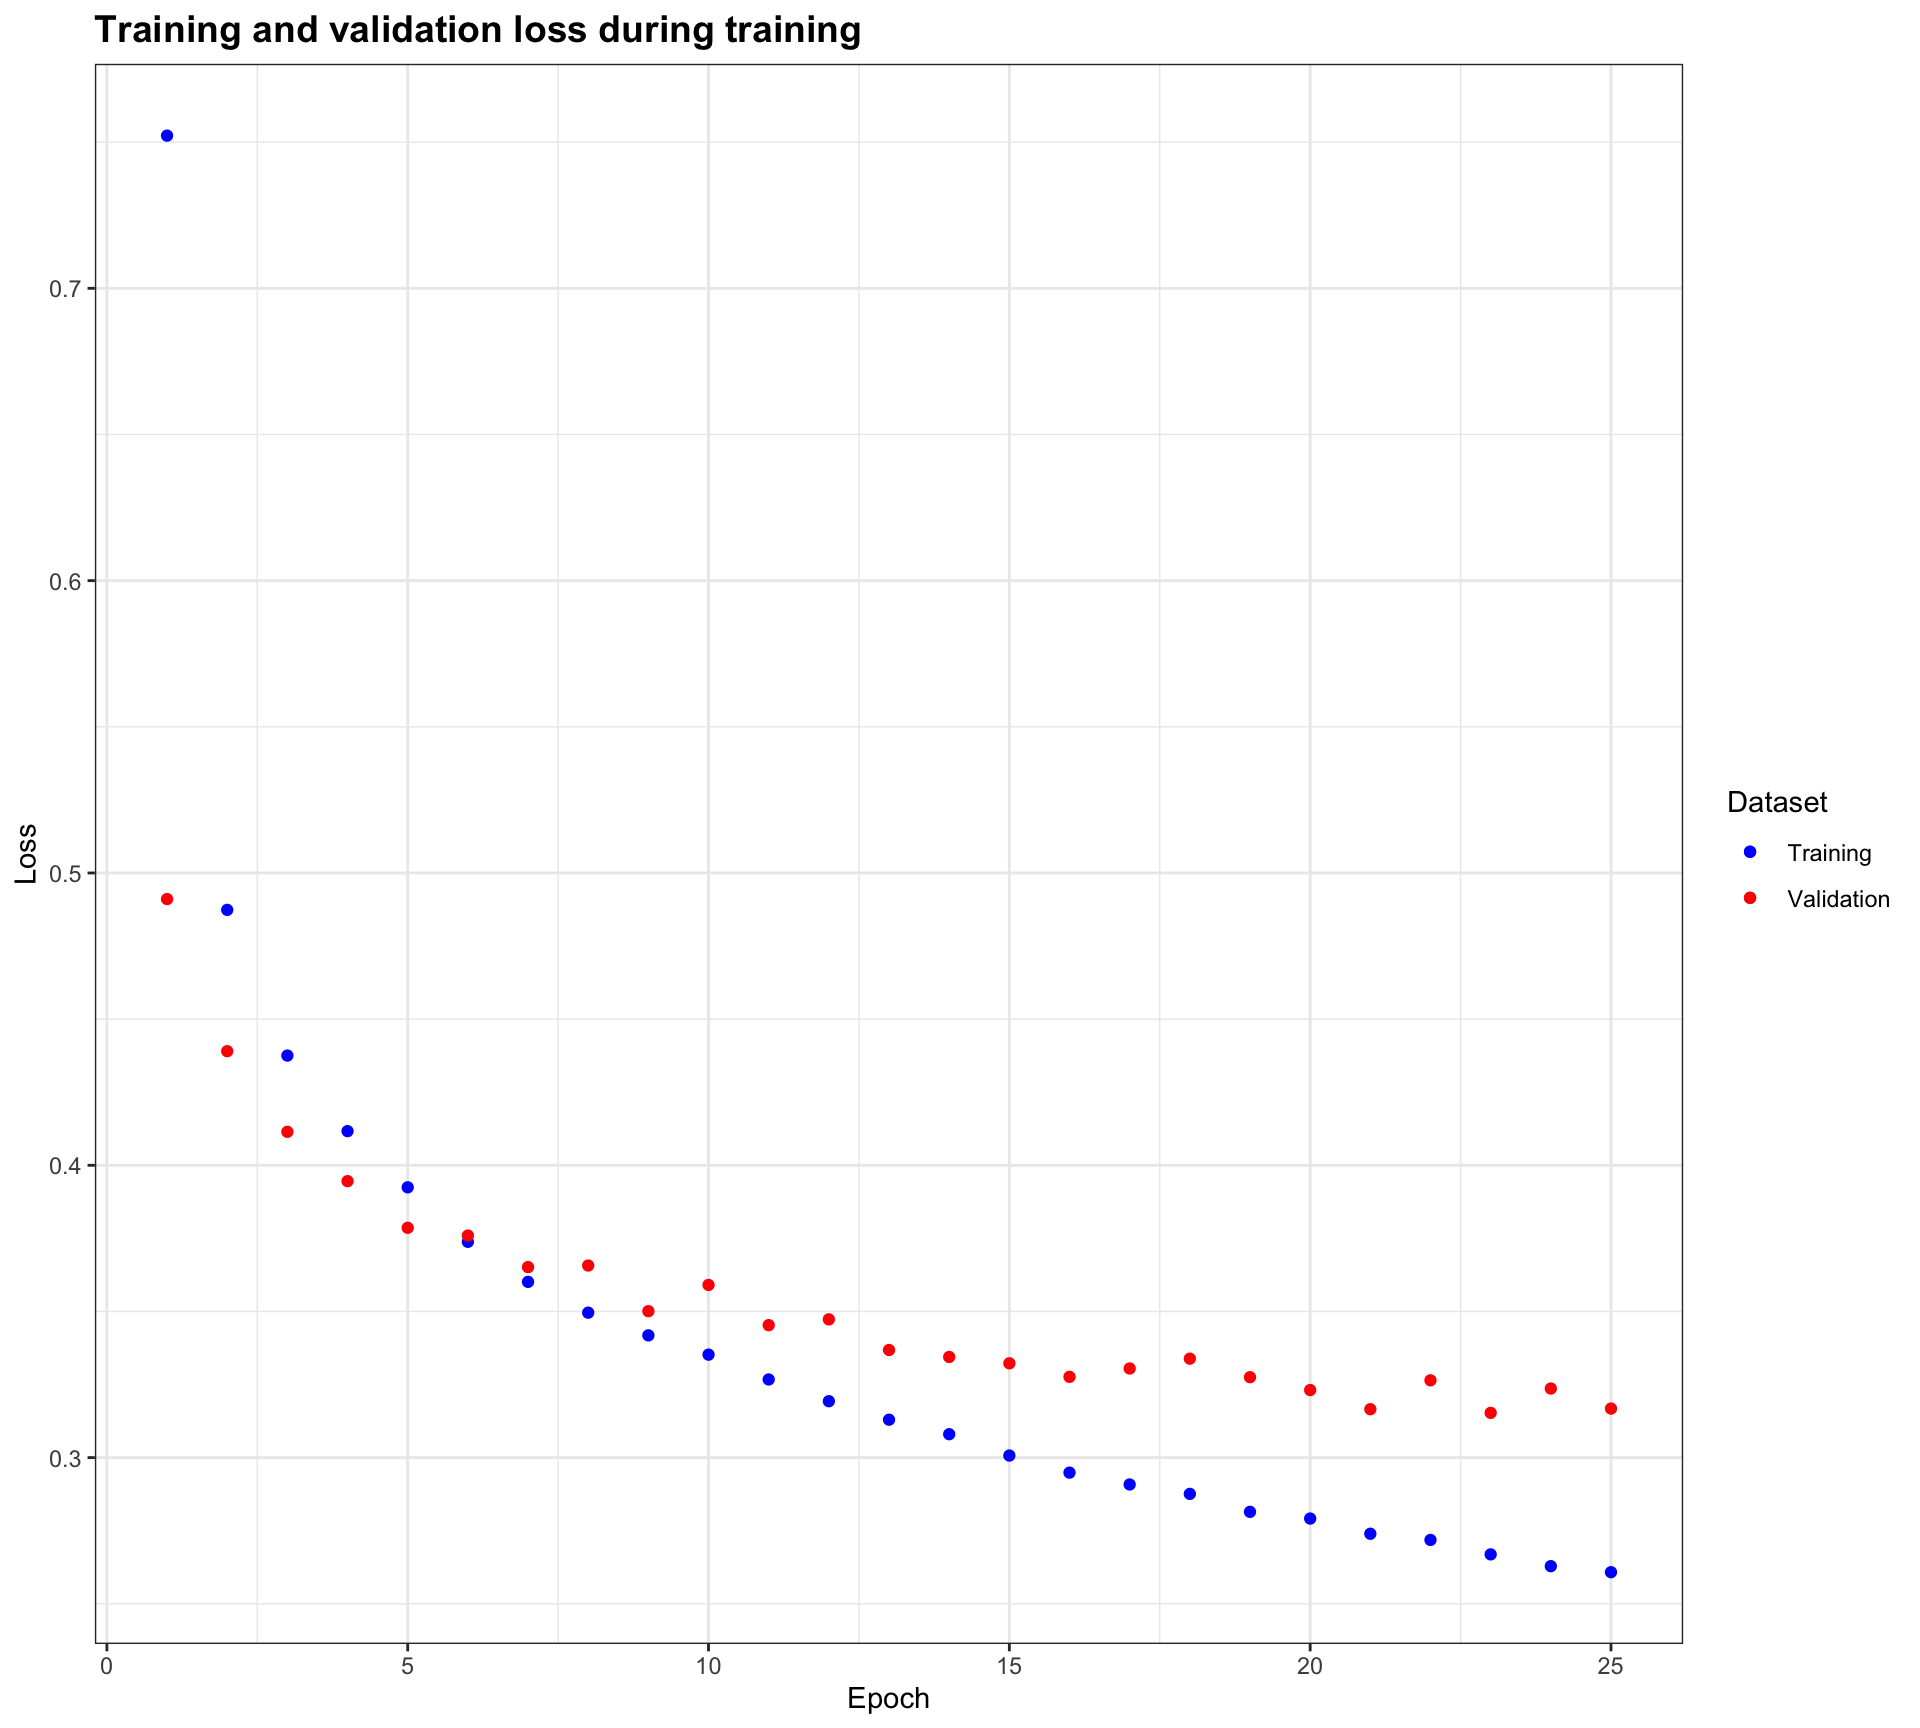 Training and validation loss during training
0.7
0.6
0.5
0.4
0.3
Loss
0 5 10 15 20 25
Epoch
Dataset
Training
Validation